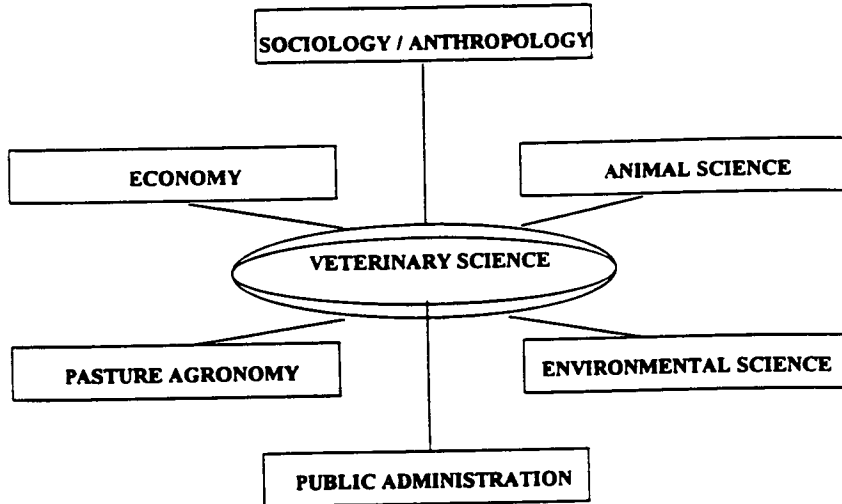 SOCIOLOGY / ANTHROPOLOGY
ECONOMY
ANIMAL SCIENCE
VETERINARY SCIENCE
PASTURE AGRONOMY
ENVIRONMENTAL SCIENCE
PUBLIC ADMINISTRATION